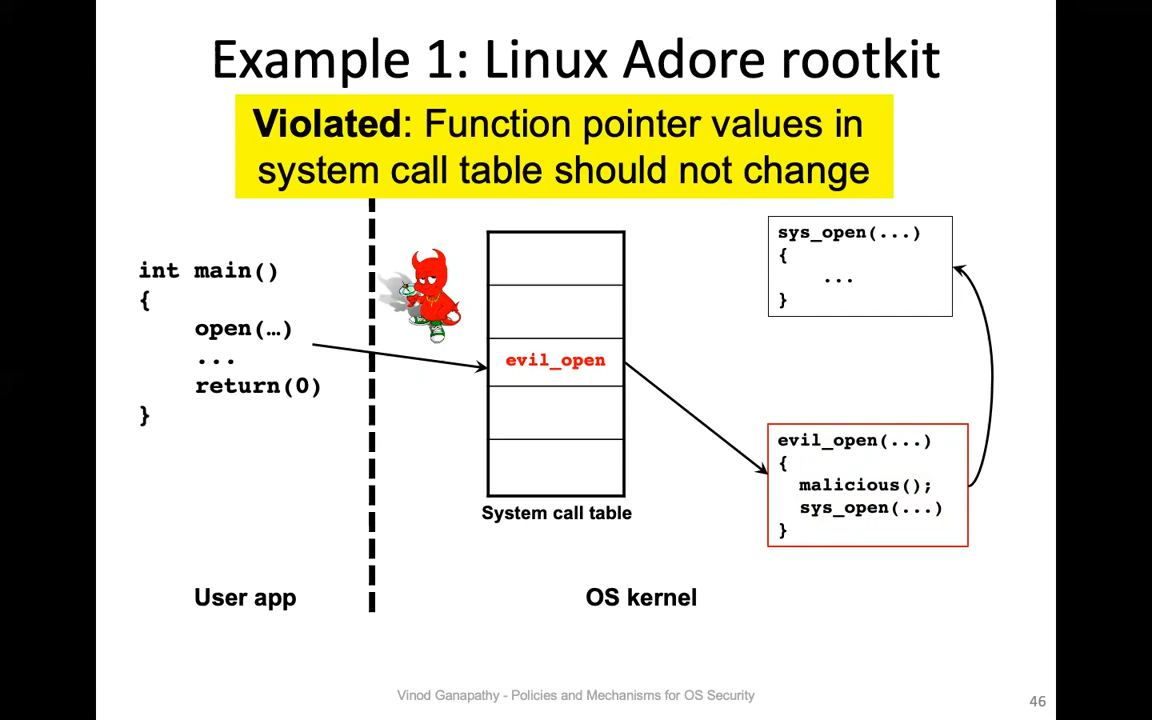 Example 1: Linux Adore rootkit
Violated: Function pointer values in
system call table should not change
int main()
{
open(…)
...
return(0)
}
evil_open
System call table
sys_open(...)
{
...
}
evil_open(...)
{
malicious();
sys_open(...)
}
User app
OS kernel
Vinod Ganapathy - Policies and Mechanisms for OS Security
46